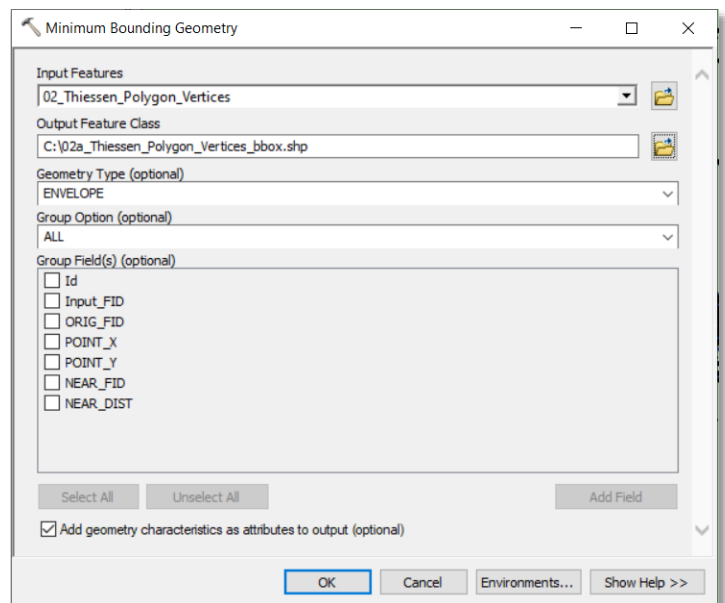 Minimum Bounding Geometry
Input Features
02_Thiessen_Polygon_Vertices
Output Feature Class
C:\02a_Thiessen_Polygon_Vertices_bbox.shp
Geometry Type (optional)
ENVELOPE
Group Option (optional)
ALL
Group Field(s) (optional)
Id
Input_FID
ORIG_FID
POINT_X
POINT_Y
NEAR_FID
NEAR_DIST
Select All Unselect All Add Field
Add geometry characteristics as attributes to output (optional)
OK Cancel Environments... Show Help >>